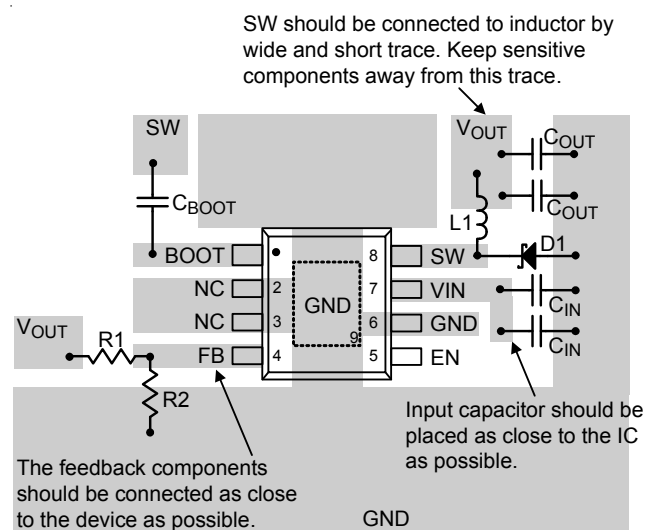 SW should be connected to inductor by
wide and short trace. Keep sensitive
components away from this trace.
SW
VOUT
COUT
CBOOT
COUT
L1
BOOT
8
SW
D1
NC
2
7
VIN
CIN
GND
NC
3
9
6
GND
CIN
VOUT
R1
FB
4
5
EN
R2
Input capacitor should be
placed as close to the IC
as possible.
The feedback components
should be connected as close
to the device as possible.
GND